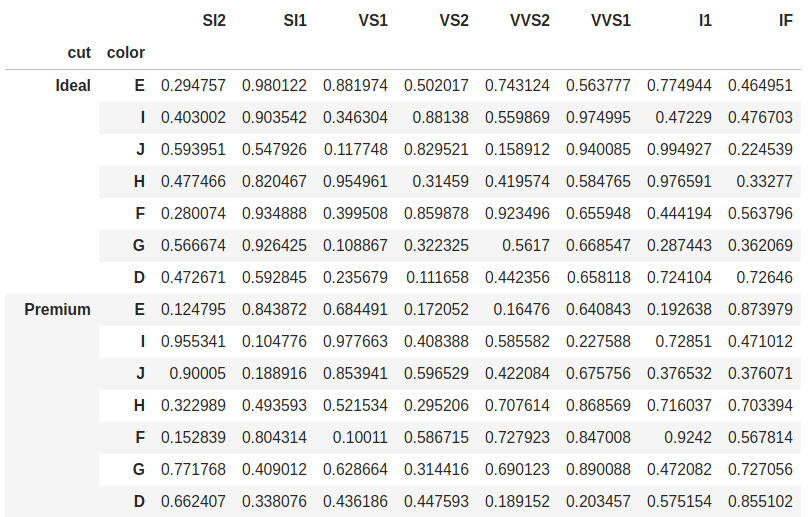 SI2 SI1 VS1 VS2 VVS2 VVS1 I1 IF
cut color
Ideal E 0.294757 0.980122 0.881974 0.502017 0.743124 0.563777 0.774944 0.464951
I 0.403002 0.903542 0.346304 0.88138 0.559869 0.974995 0.47229 0.476703
J 0.593951 0.547926 0.117748 0.829521 0.158912 0.940085 0.994927 0.224539
H 0.477466 0.820467 0.954961 0.31459 0.419574 0.584765 0.976591 0.33277
F 0.280074 0.934888 0.399508 0.859878 0.923496 0.655948 0.444194 0.563796
G 0.566674 0.926425 0.108867 0.322325 0.5617 0.668547 0.287443 0.362069
D 0.472671 0.592845 0.235679 0.111658 0.442356 0.658118 0.724104 0.72646
Premium E 0.124795 0.843872 0.684491 0.172052 0.16476 0.640843 0.192638 0.873979
I 0.955341 0.104776 0.977663 0.408388 0.585582 0.227588 0.72851 0.471012
J 0.90005 0.188916 0.853941 0.596529 0.422084 0.675756 0.376532 0.376071
H 0.322989 0.493593 0.521534 0.295206 0.707614 0.868569 0.716037 0.703394
F 0.152839 0.804314 0.10011 0.586715 0.727923 0.847008 0.9242 0.567814
G 0.771768 0.409012 0.628664 0.314416 0.690123 0.890088 0.472082 0.727056
D 0.662407 0.338076 0.436186 0.447593 0.189152 0.203457 0.575154 0.855102